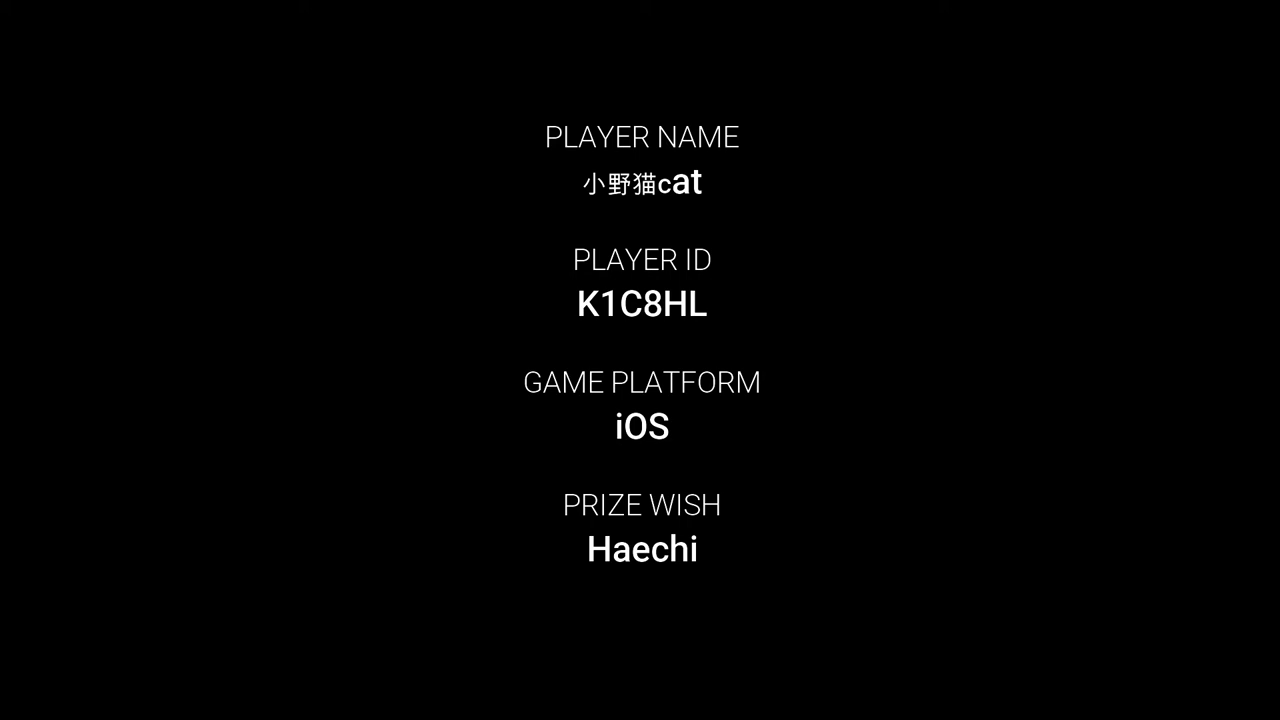 PLAYER NAME
小野猫cat
PLAYER ID
K1C8HL
GAME PLATFORM
iOS
PRIZE WISH
Haechi